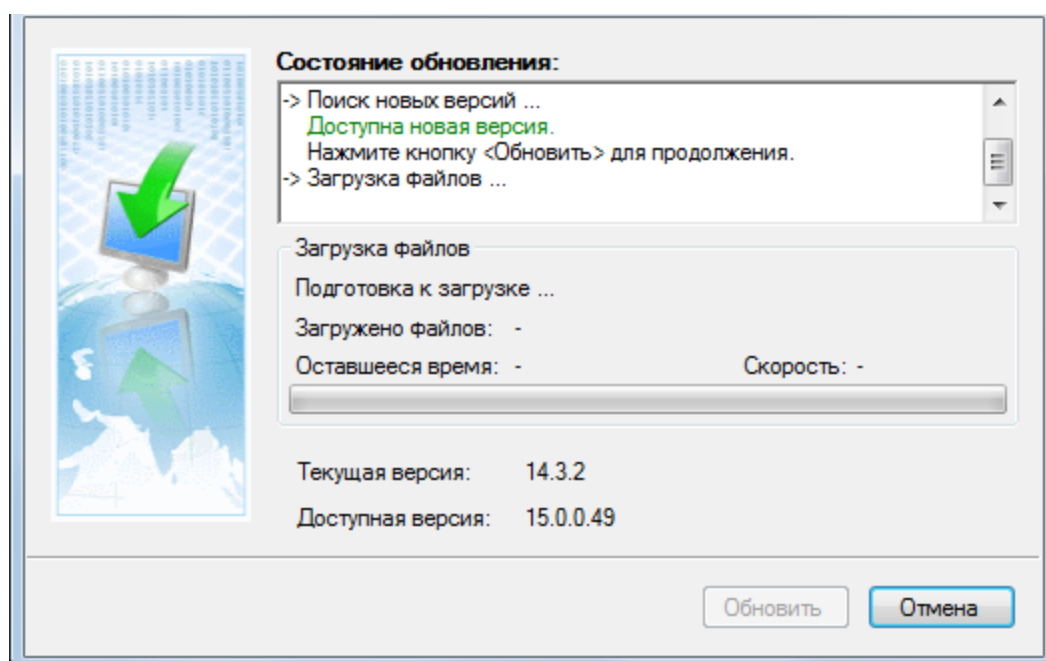 Состояние обновления:
-> Поиск новых версий ...
Доступна новая версия.
Нажмите кнопку <Обновить> для продолжения.
-> Загрузка файлов ...
Загрузка файлов
Подготовка к загрузке ...
Загружено файлов: -
Оставшееся время: - Скорость: -
Текущая версия: 14.3.2
Доступная версия: 15.0.0.49
Обновить Отмена